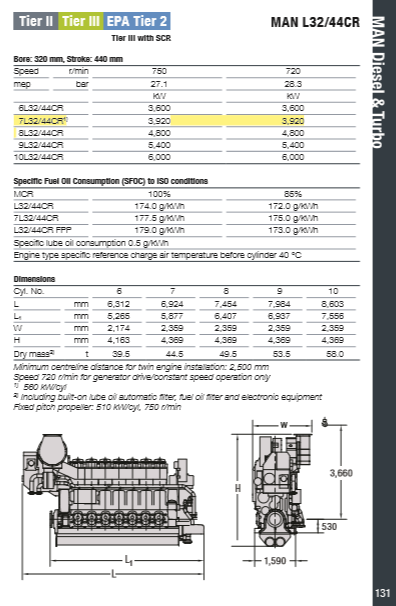 Tier II Tier III EPA Tier 2
Tier III with SCR
MAN L32/44CR
MAN Diesel & Turbo
Bore: 320 mm, Stroke: 440 mm
Speed r/min 750 720
mep bar 27.1 28.3
kW kW
6L32/44CR 3,600 3,600
7L32/44CR¹⁾ 3,920 3,920
8L32/44CR 4,800 4,800
9L32/44CR 5,400 5,400
10L32/44CR 6,000 6,000
Specific Fuel Oil Consumption (SFOC) to ISO conditions
MCR 100% 85%
L32/44CR 174.0 g/kWh 172.0 g/kWh
7L32/44CR 177.5 g/kWh 175.0 g/kWh
L32/44CR FPP 179.0 g/kWh 173.0 g/kWh
Specific lube oil consumption 0.5 g/kWh
Engine type specific reference charge air temperature before cylinder 40 °C
Dimensions
Cyl. No. 6 7 8 9 10
L mm 6,312 6,924 7,454 7,984 8,603
L₁ mm 5,265 5,877 6,407 6,937 7,556
W mm 2,174 2,359 2,359 2,359 2,359
H mm 4,163 4,369 4,369 4,369 4,369
Dry mass²⁾ t 39.5 44.5 49.5 53.5 58.0
Minimum centreline distance for twin engine installation: 2,500 mm
Speed 720 r/min for generator drive/constant speed operation only
¹⁾ 560 kW/cyl
²⁾ Including built-on lube oil automatic filter, fuel oil filter and electronic equipment
Fixed pitch propeller: 510 kW/cyl, 750 r/min
W
H
3,660
530
L₁
1,590
L
131